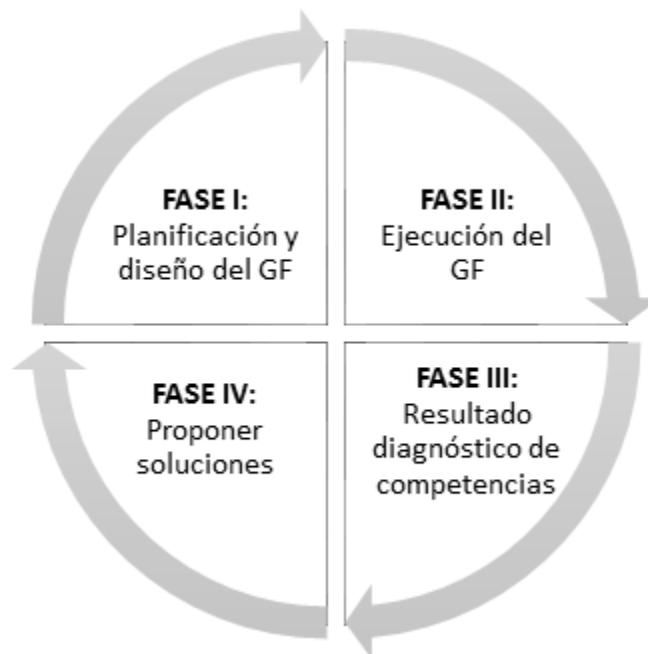 FASE I:
Planificación y
diseño del GF
FASE II:
Ejecución del
GF
FASE III:
Resultado
diagnóstico de
competencias
FASE IV:
Proponer
soluciones